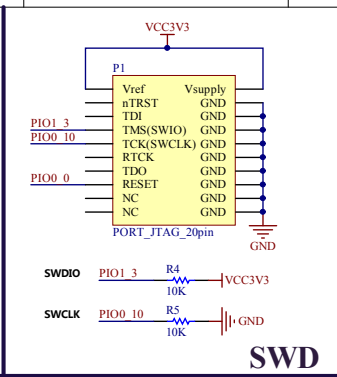 VCC3V3
P1
Vref Vsupply
nTRST GND
TDI GND
PIO1_3 TMS(SWIO) GND
PIO0_10 TCK(SWCLK) GND
RTCK GND
TDO GND
PIO0_0 RESET GND
NC GND
NC GND
PORT_JTAG_20pin
GND
SWDIO PIO1_3 R4 VCC3V3
10K
SWCLK PIO0_10 R5 GND
10K
SWD